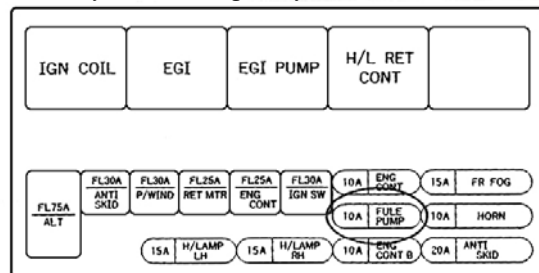 IGN COIL
EGI
EGI PUMP
H/L RET
CONT
FL75A
ALT
FL30A
ANTI
SKID
FL30A
P/WIND
FL25A
RET MTR
FL25A
ENG
CONT
FL30A
IGN SW
10A ENG
CONT
15A FR FOG
10A FULE
PUMP
10A HORN
15A H/LAMP
LH
15A H/LAMP
RH
10A ENG
CONT B
20A ANTI
SKID